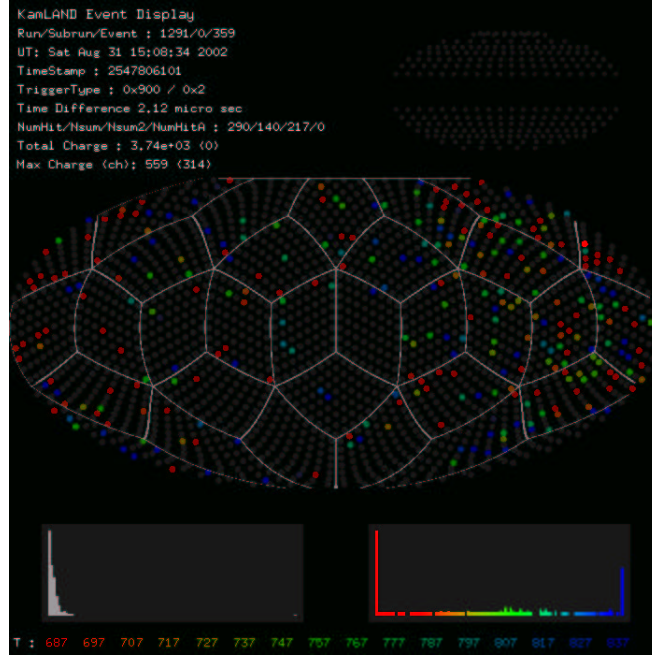 KamLAND Event Display
Run/Subrun/Event : 1291/0/359
UT: Sat Aug 31 15:08:34 2002
TimeStamp : 2547806101
TriggerType : 0x900 / 0x2
Time Difference 2.12 micro sec
NumHit/Nsum/Nsum2/NumHitA : 290/140/217/0
Total Charge : 3.74e+03 (0)
Max Charge (ch): 559 (314)
T : 687 697 707 717 727 737 747 757 767 777 787 797 807 817 827 837